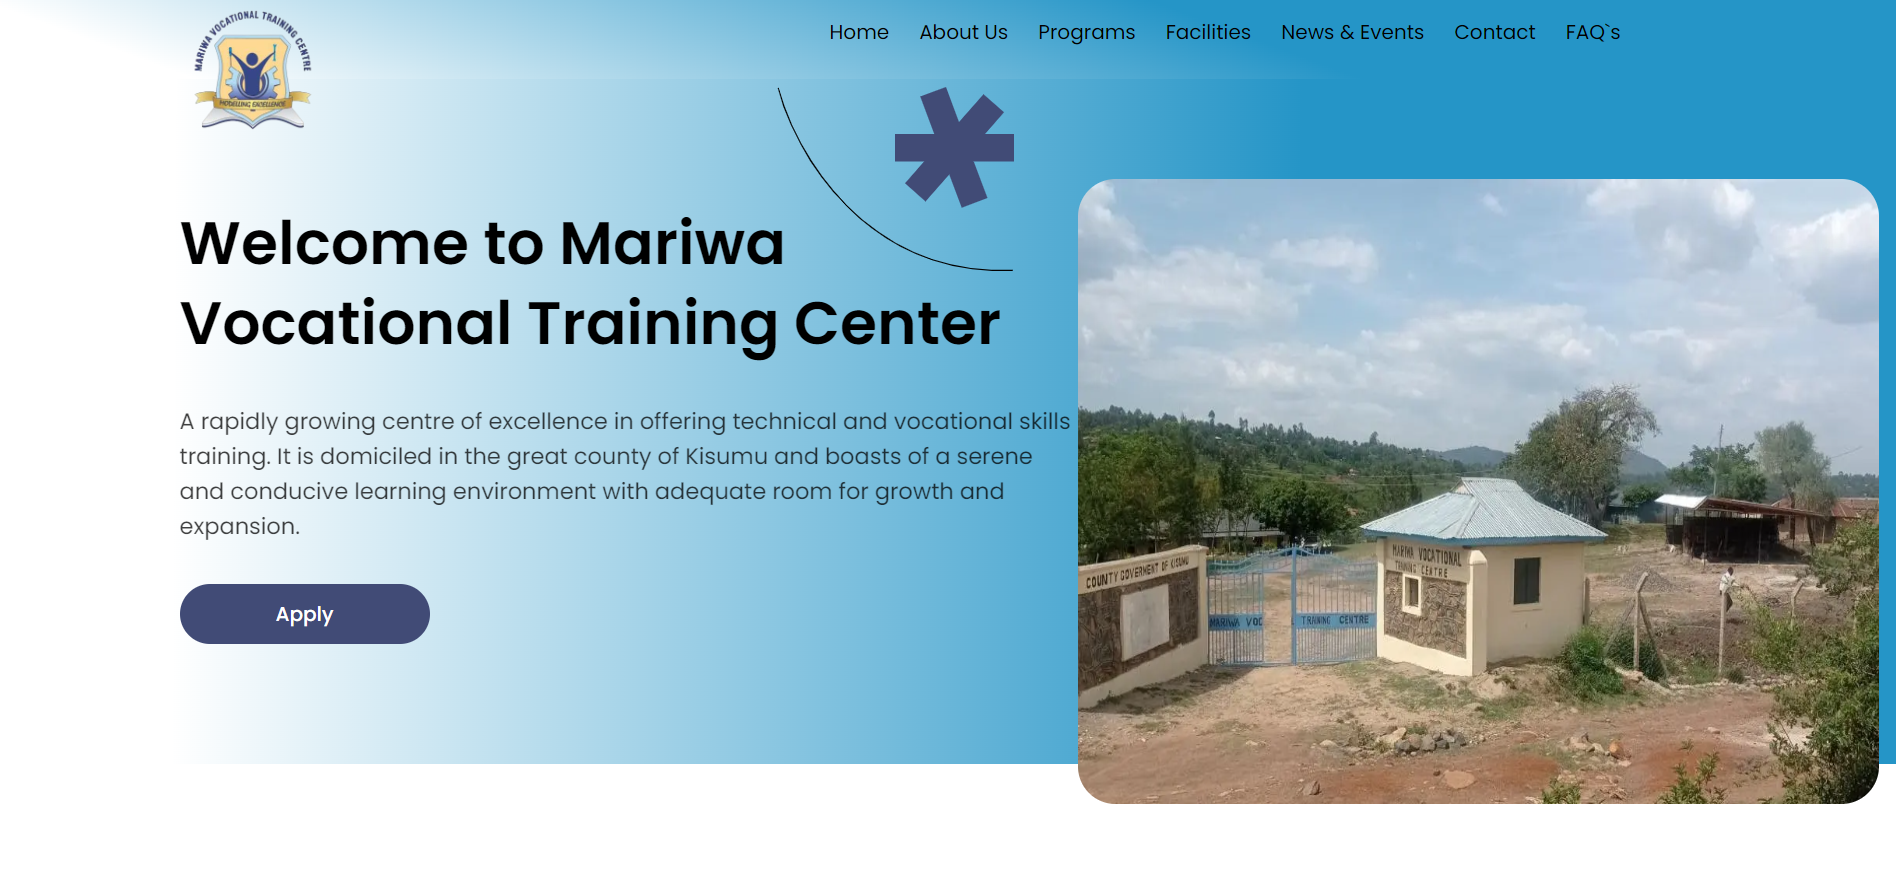 MARIWA VOCATIONAL TRAINING CENTRE
MODELLING EXCELLENCE
Home About Us Programs Facilities News & Events Contact FAQ`s
Welcome to Mariwa
Vocational Training Center
A rapidly growing centre of excellence in offering technical and vocational skills
training. It is domiciled in the great county of Kisumu and boasts of a serene
and conducive learning environment with adequate room for growth and
expansion.
Apply
COUNTY GOVERMENT OF KISUMU
MARIWA VOCATIONAL
TRAINING CENTRE
MARIWA VOC TRAINING CENTRE